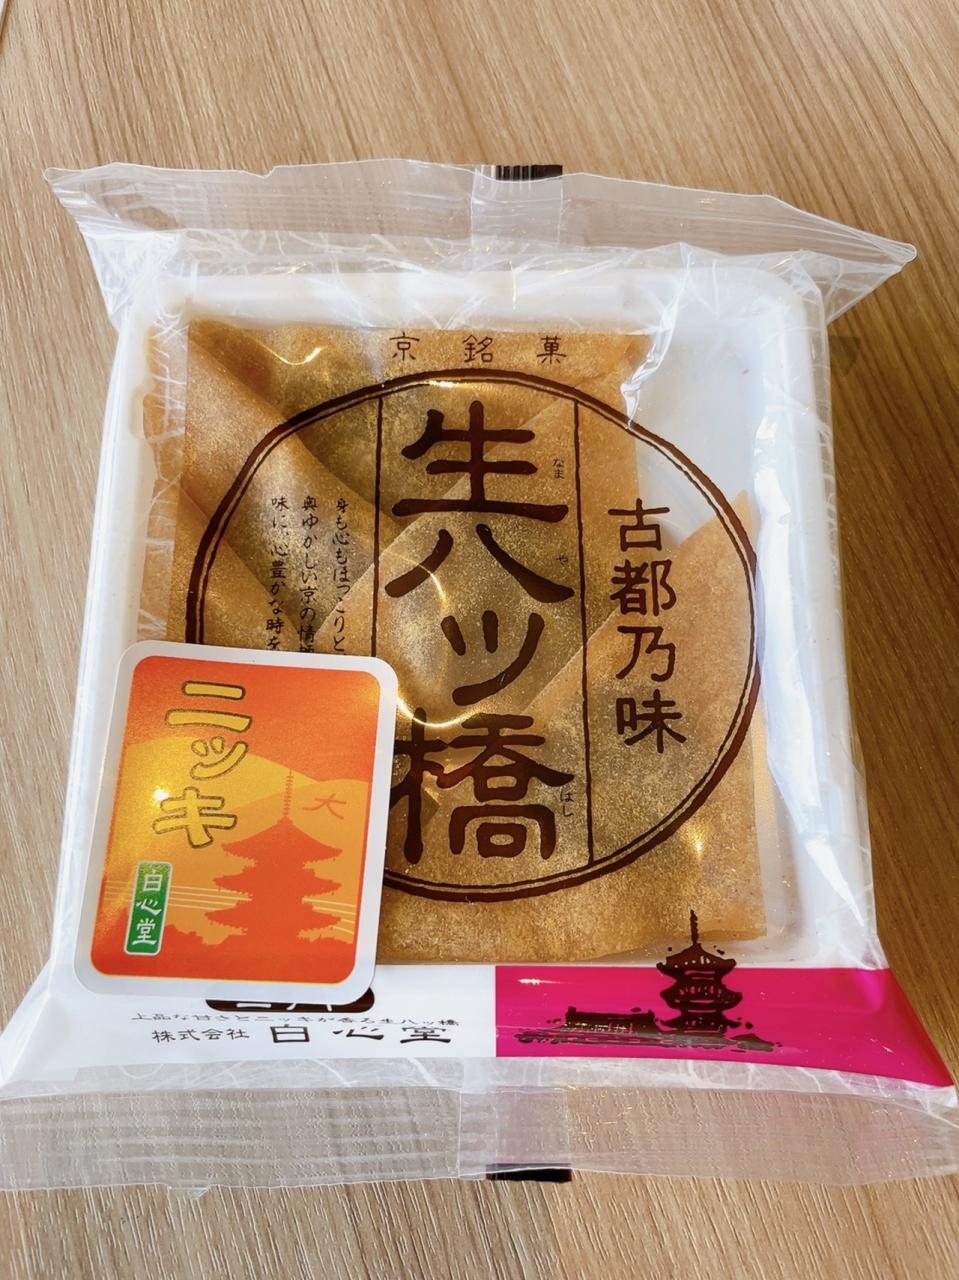 京銘菓
古都乃味
生八ッ橋
なま
や
はし
身も心もほっこりと
奥ゆかしい京の情
味に、心豊かな時を
ニッキ
大
白心堂
上品な甘さとニッキが香る生八ッ橋
株式会社 白心堂